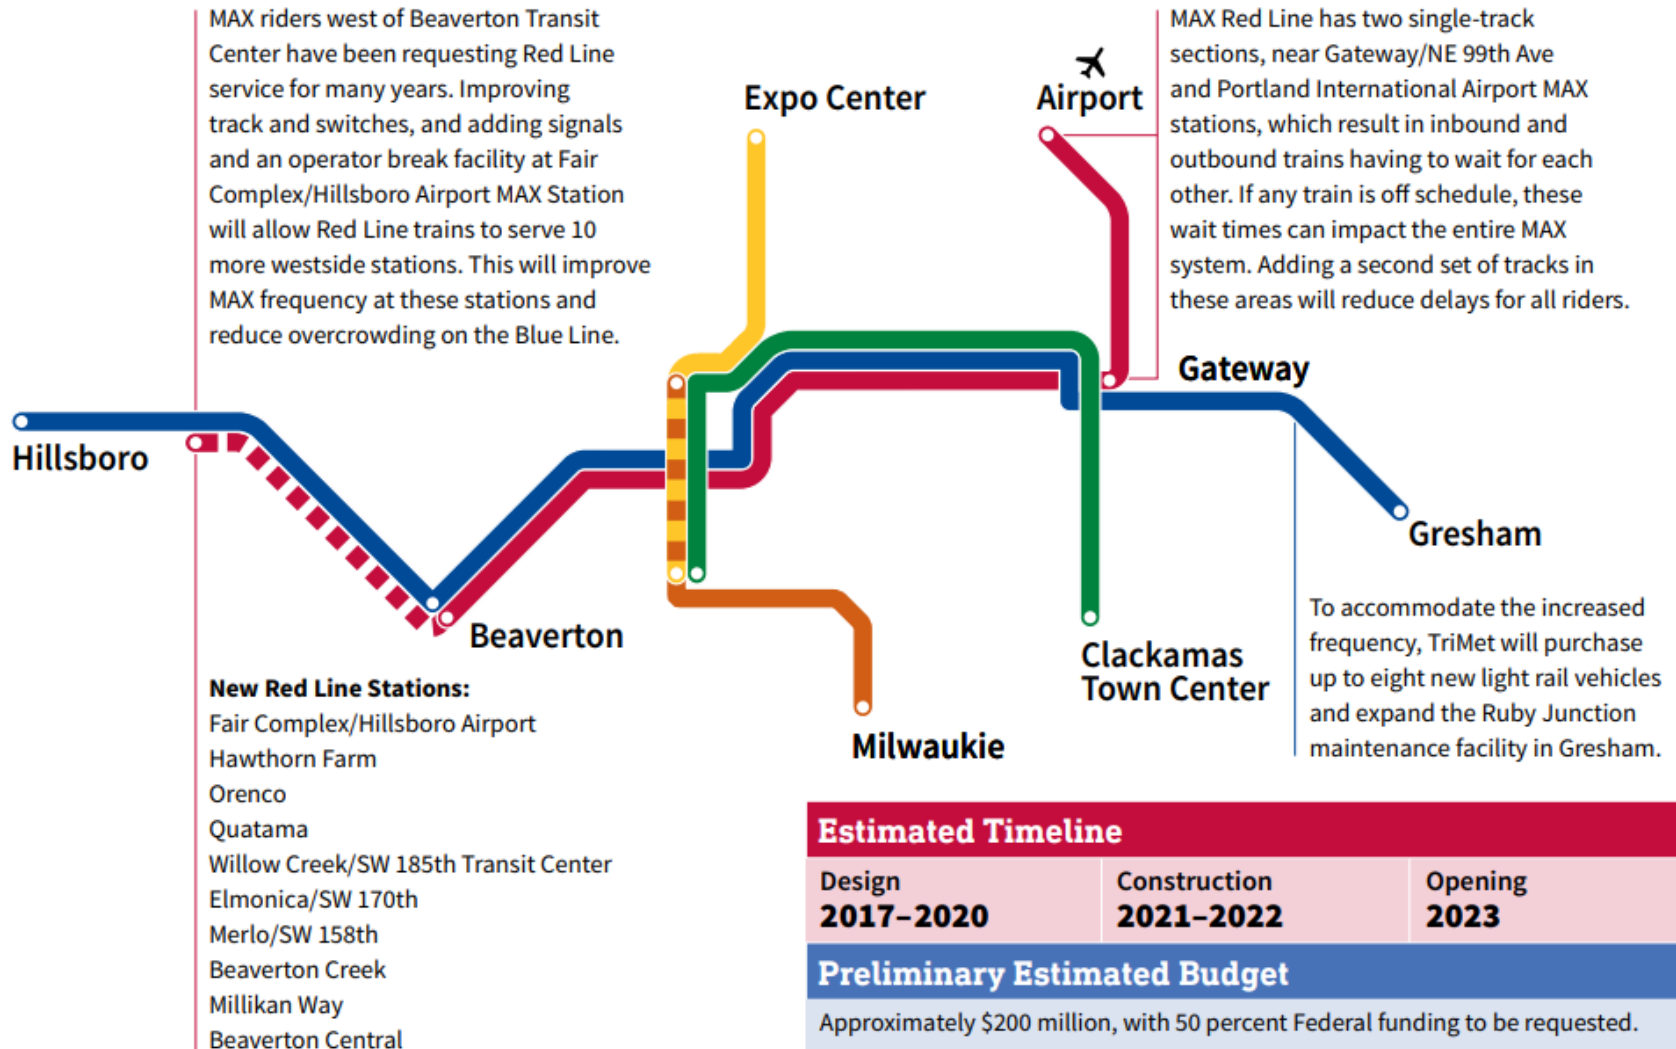 MAX riders west of Beaverton Transit
Center have been requesting Red Line
service for many years. Improving
track and switches, and adding signals
and an operator break facility at Fair
Complex/Hillsboro Airport MAX Station
will allow Red Line trains to serve 10
more westside stations. This will improve
MAX frequency at these stations and
reduce overcrowding on the Blue Line.
Expo Center
Airport
MAX Red Line has two single-track
sections, near Gateway/NE 99th Ave
and Portland International Airport MAX
stations, which result in inbound and
outbound trains having to wait for each
other. If any train is off schedule, these
wait times can impact the entire MAX
system. Adding a second set of tracks in
these areas will reduce delays for all riders.
Gateway
Hillsboro
Beaverton
Gresham
Clackamas
Town Center
Milwaukie
To accommodate the increased
frequency, TriMet will purchase
up to eight new light rail vehicles
and expand the Ruby Junction
maintenance facility in Gresham.
New Red Line Stations:
Fair Complex/Hillsboro Airport
Hawthorn Farm
Orenco
Quatama
Willow Creek/SW 185th Transit Center
Elmonica/SW 170th
Merlo/SW 158th
Beaverton Creek
Millikan Way
Beaverton Central
Estimated Timeline
Design
2017–2020
Construction
2021–2022
Opening
2023
Preliminary Estimated Budget
Approximately $200 million, with 50 percent Federal funding to be requested.